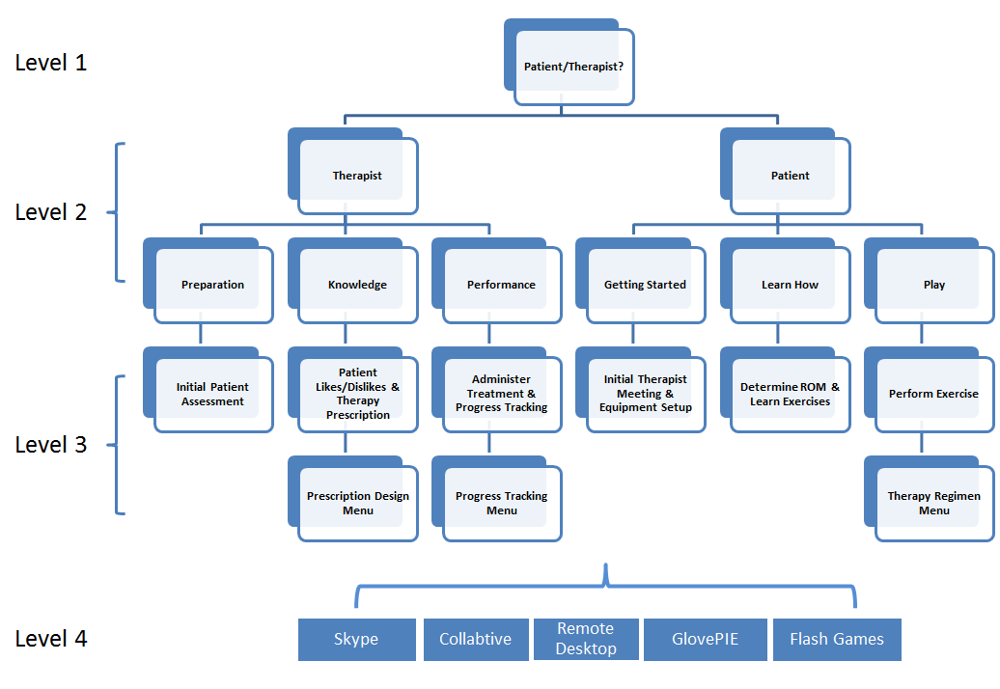 Level 1
Patient/Therapist?
Level 2
Therapist
Patient
Preparation
Knowledge
Performance
Getting Started
Learn How
Play
Level 3
Initial Patient
Assessment
Patient
Likes/Dislikes &
Therapy
Prescription
Administer
Treatment &
Progress Tracking
Initial Therapist
Meeting &
Equipment Setup
Determine ROM &
Learn Exercises
Perform Exercise
Prescription Design
Menu
Progress Tracking
Menu
Therapy Regimen
Menu
Level 4
Skype
Collabtive
Remote
Desktop
GlovePIE
Flash Games